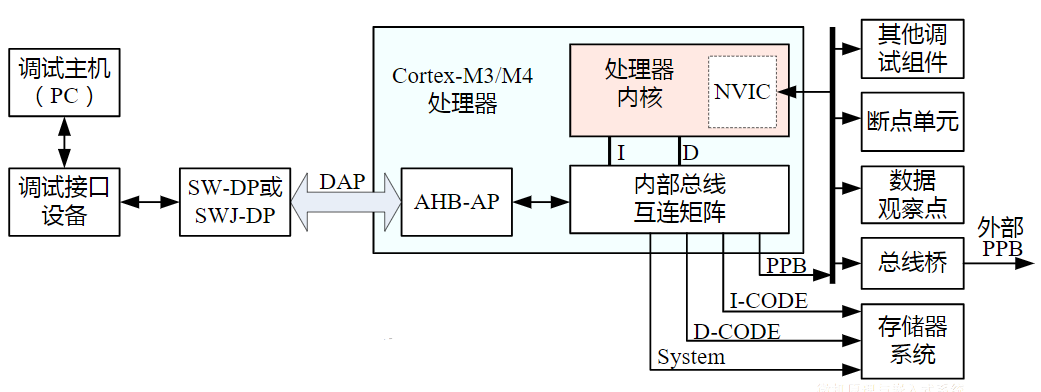 调试主机
（PC）
调试接口
设备
SW-DP或
SWJ-DP
DAP
Cortex-M3/M4
处理器
处理器
内核
NVIC
I
D
AHB-AP
内部总线
互连矩阵
PPB
I-CODE
D-CODE
System
其他调
试组件
断点单元
数据
观察点
总线桥
外部
PPB
存储器
系统